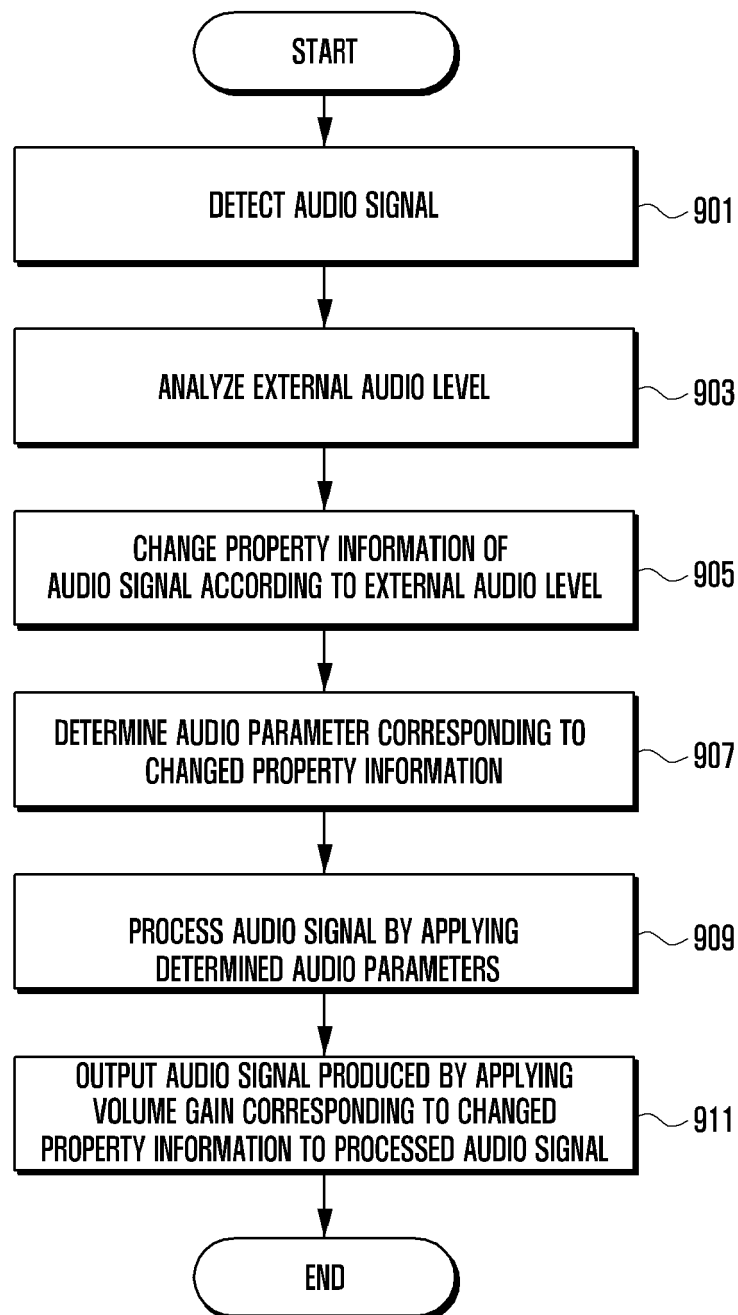 START
DETECT AUDIO SIGNAL
901
ANALYZE EXTERNAL AUDIO LEVEL
903
CHANGE PROPERTY INFORMATION OF
AUDIO SIGNAL ACCORDING TO EXTERNAL AUDIO LEVEL
905
DETERMINE AUDIO PARAMETER CORRESPONDING TO
CHANGED PROPERTY INFORMATION
907
PROCESS AUDIO SIGNAL BY APPLYING
DETERMINED AUDIO PARAMETERS
909
OUTPUT AUDIO SIGNAL PRODUCED BY APPLYING
VOLUME GAIN CORRESPONDING TO CHANGED
PROPERTY INFORMATION TO PROCESSED AUDIO SIGNAL
911
END